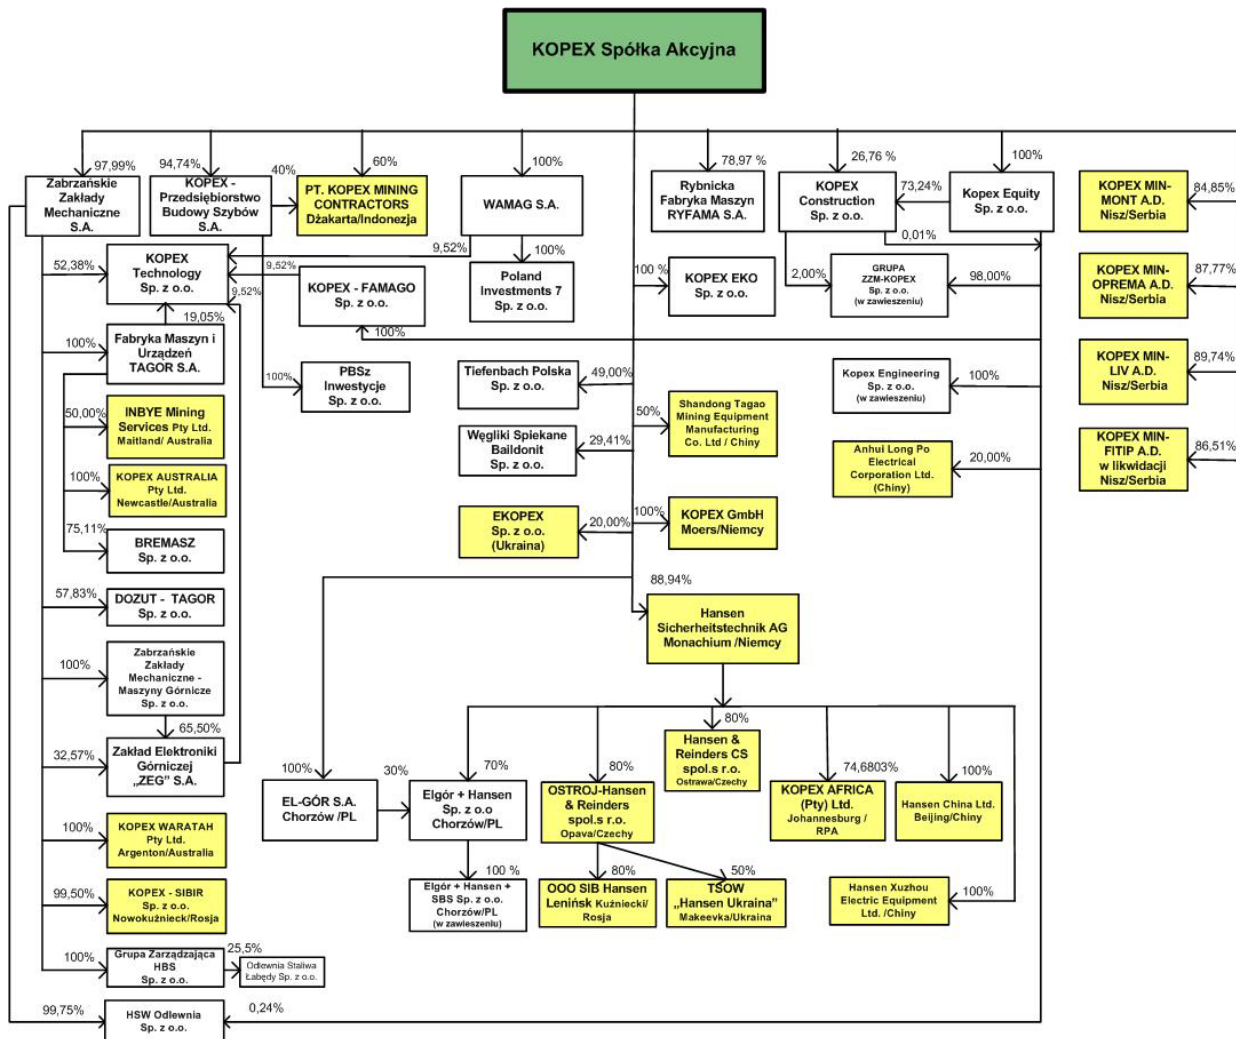 KOPEX Spółka Akcyjna
97,99%
94,74%
40%
60%
100%
78,97 %
26,76 %
73,24%
100%
84,85%
Zabrzańskie
Zakłady
Mechaniczne
S.A.
KOPEX -
Przedsiębiorstwo
Budowy Szybów
S.A.
PT. KOPEX MINING
CONTRACTORS
Dżakarta/Indonezja
WAMAG S.A.
Rybnicka
Fabryka Maszyn
RYFAMA S.A.
KOPEX
Construction
Sp. z o.o.
Kopex Equity
Sp. z o.o.
KOPEX MIN-
MONT A.D.
Nisz/Serbia
0,01%
52,38%
KOPEX
Technology
Sp. z o.o.
9,52%
9,52%
9,52%
19,05%
KOPEX - FAMAGO
Sp. z o.o.
100%
100%
Poland
Investments 7
Sp. z o.o.
100 %
KOPEX EKO
Sp. z o.o.
2,00%
GRUPA
ZZM-KOPEX
Sp. z o.o.
(w zawieszeniu)
98,00%
KOPEX MIN-
OPREMA A.D.
Nisz/Serbia
87,77%
100%
Fabryka Maszyn i
Urządzeń
TAGOR S.A.
100%
PBSz
Inwestycje
Sp. z o.o.
Tiefenbach Polska
Sp. z o.o.
49,00%
Kopex Engineering
Sp. z o.o.
(w zawieszeniu)
100%
KOPEX MIN-
LIV A.D.
Nisz/Serbia
89,74%
50,00%
INBYE Mining
Services Pty Ltd.
Maitland/ Australia
Węgliki Spiekane
Baildonit
Sp. z o.o.
29,41%
50%
Shandong Tagao
Mining Equipment
Manufacturing
Co. Ltd / Chiny
Anhui Long Po
Electrical
Corporation Ltd.
(Chiny)
20,00%
KOPEX MIN-
FITIP A.D.
w likwidacji
Nisz/Serbia
86,51%
100%
KOPEX AUSTRALIA
Pty Ltd.
Newcastle/Australia
75,11%
BREMASZ
Sp. z o.o.
EKOPEX
Sp. z o.o.
(Ukraina)
20,00%
100%
KOPEX GmbH
Moers/Niemcy
57,83%
DOZUT - TAGOR
Sp. z o.o.
88,94%
Hansen
Sicherheitstechnik AG
Monachium /Niemcy
100%
Zabrzańskie
Zakłady
Mechaniczne -
Maszyny Górnicze
Sp. z o.o.
65,50%
32,57%
Zakład Elektroniki
Górniczej
„ZEG” S.A.
100%
EL-GÓR S.A.
Chorzów /PL
30%
70%
Elgór + Hansen
Sp. z o.o
Chorzów/PL
80%
OSTROJ-Hansen
& Reinders
spol.s r.o.
Opava/Czechy
80%
Hansen &
Reinders CS
spol.s r.o.
Ostrawa/Czechy
74,6803%
KOPEX AFRICA
(Pty) Ltd.
Johannesburg /
RPA
100%
Hansen China Ltd.
Beijing/Chiny
100%
KOPEX WARATAH
Pty Ltd.
Argenton/Australia
100 %
Elgór + Hansen +
SBS Sp. z o.o.
Chorzów/PL
(w zawieszeniu)
80%
OOO SIB Hansen
Lenińsk Kuźniecki/
Rosja
50%
TSOW
„Hansen Ukraina”
Makeevka/Ukraina
Hansen Xuzhou
Electric Equipment
Ltd. /Chiny
100%
99,50%
KOPEX - SIBIR
Sp. z o.o.
Nowokuźnieck/Rosja
100%
Grupa Zarządzająca
HBS
Sp. z o.o.
25,5%
Odlewnia Staliwa
Łabędy Sp. z o.o.
99,75%
HSW Odlewnia
Sp. z o.o.
0,24%